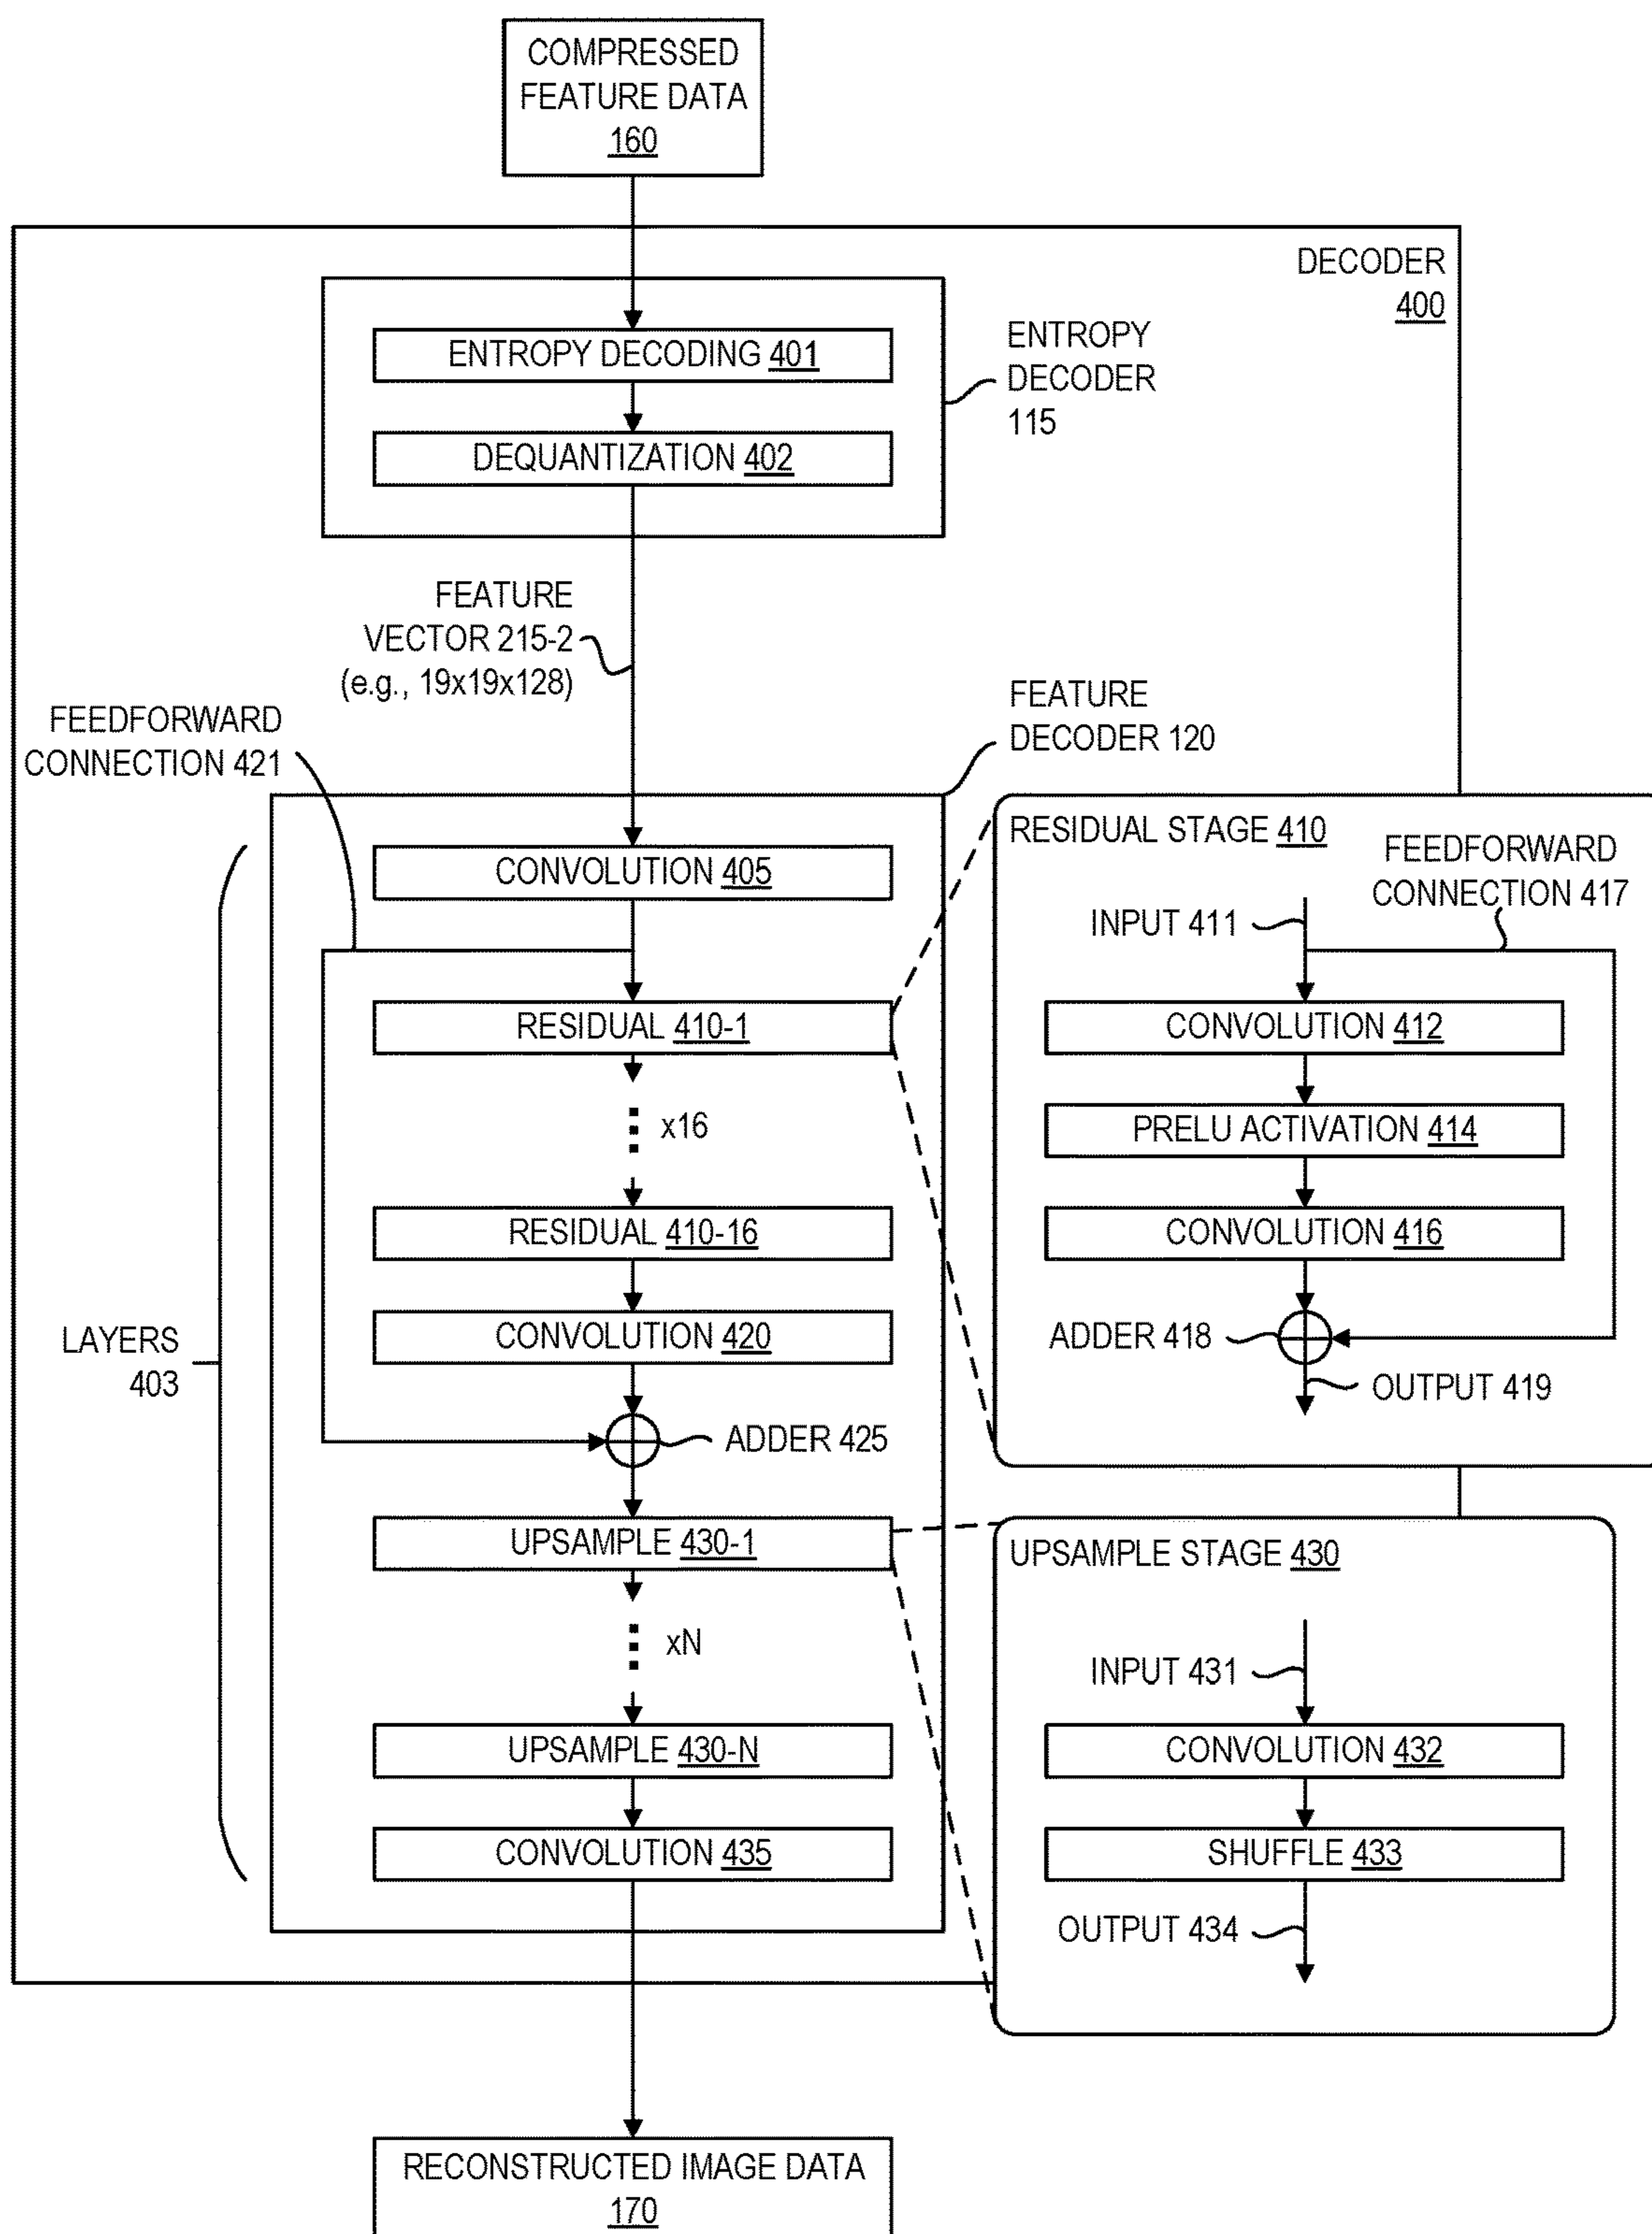 COMPRESSED
FEATURE DATA
160
DECODER
400
ENTROPY DECODING 401
DEQUANTIZATION 402
ENTROPY
DECODER
115
FEATURE
VECTOR 215-2
(e.g., 19x19x128)
FEEDFORWARD
CONNECTION 421
FEATURE
DECODER 120
LAYERS
403
CONVOLUTION 405
RESIDUAL 410-1
x16
RESIDUAL 410-16
CONVOLUTION 420
ADDER 425
UPSAMPLE 430-1
xN
UPSAMPLE 430-N
CONVOLUTION 435
RESIDUAL STAGE 410
FEEDFORWARD
CONNECTION 417
INPUT 411
CONVOLUTION 412
PRELU ACTIVATION 414
CONVOLUTION 416
ADDER 418
OUTPUT 419
UPSAMPLE STAGE 430
INPUT 431
CONVOLUTION 432
SHUFFLE 433
OUTPUT 434
RECONSTRUCTED IMAGE DATA
170